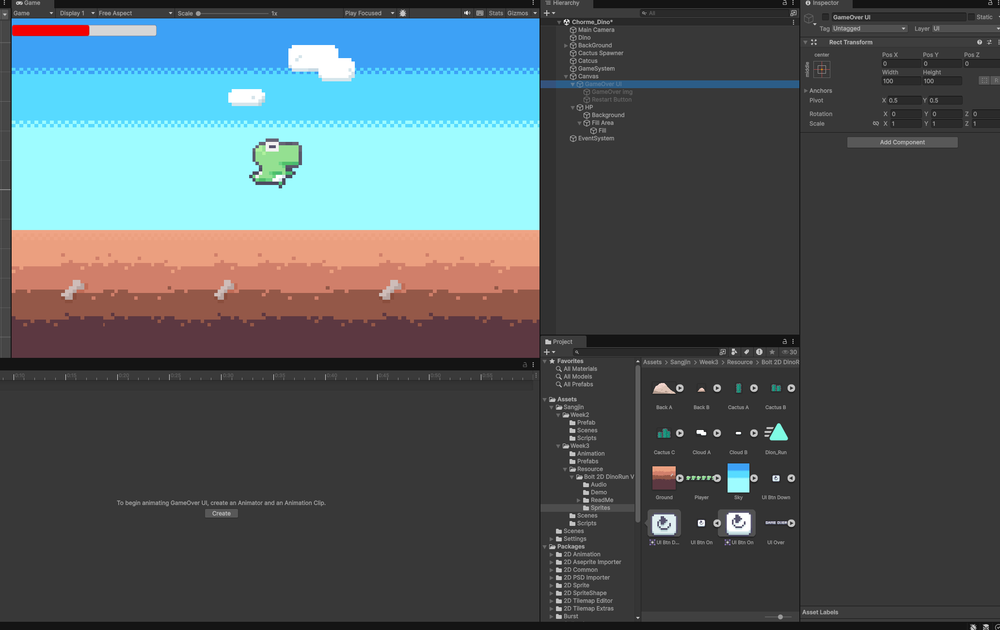 Game
Game Display 1 Free Aspect Scale 1x Play Focused Stats Gizmos
0:10 0:15 0:20 0:25 0:30 0:35 0:40 0:45 0:50 0:55
To begin animating GameOver UI, create an Animator and an Animation Clip.
Create
Hierarchy
All
Chorme_Dino*
Main Camera
Dino
BackGround
Cactus Spawner
Catcus
GameSystem
Canvas
GameOver UI
GameOver img
Restart Button
HP
Background
Fill Area
Fill
EventSystem
Project
30
Favorites
All Materials
All Models
All Prefabs
Assets
Sangjin
Week2
Prefab
Scenes
Scripts
Week3
Animation
Prefabs
Resource
Bolt 2D DinoRun V
Audio
Demo
ReadMe
Sprites
Scenes
Scripts
Scenes
Settings
Packages
2D Animation
2D Aseprite Importer
2D Common
2D PSD Importer
2D Sprite
2D SpriteShape
2D Tilemap Editor
2D Tilemap Extras
Burst
Assets > Sangjin > Week3 > Resource > Bolt 2D DinoR
Back A Back B Cactus A Cactus B
Cactus C Cloud A Cloud B Dion_Run
Ground Player Sky UI Btn Down
GAME OVER
UI Btn D... UI Btn On UI Btn On UI Over
Inspector
GameOver UI Static
Tag Untagged Layer UI
Rect Transform
center Pos X Pos Y Pos Z
middle 0 0 0
Width Height
100 100 R
Anchors
Pivot X 0.5 Y 0.5
Rotation X 0 Y 0 Z 0
Scale X 1 Y 1 Z 1
Add Component
Asset Labels